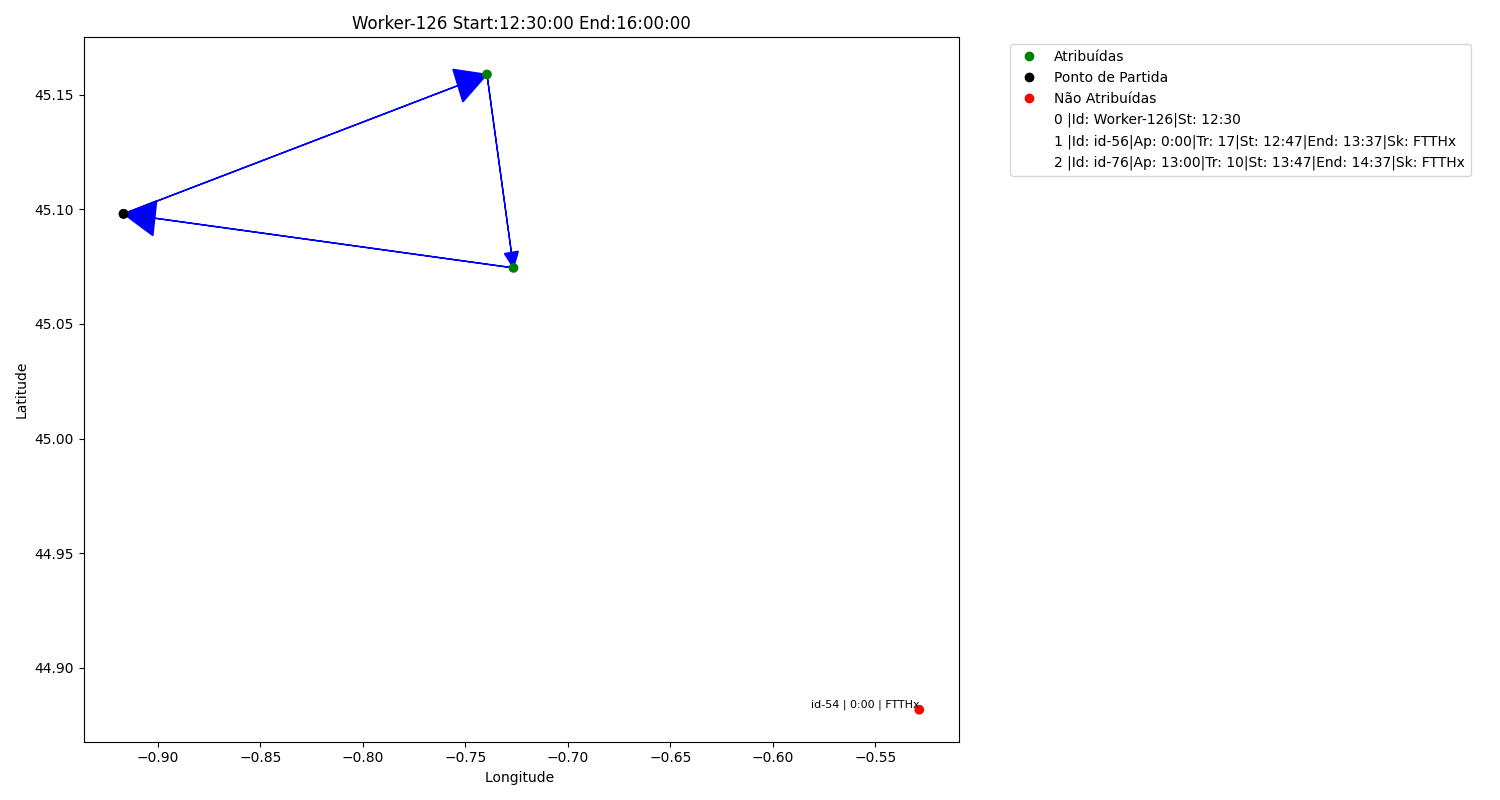 Worker-126 Start:12:30:00 End:16:00:00
45.15
45.10
45.05
45.00
44.95
44.90
Latitude
−0.90
−0.85
−0.80
−0.75
−0.70
−0.65
−0.60
−0.55
Longitude
id-54 | 0:00 | FTTHx
Atribuídas
Ponto de Partida
Não Atribuídas
0 |Id: Worker-126|St: 12:30
1 |Id: id-56|Ap: 0:00|Tr: 17|St: 12:47|End: 13:37|Sk: FTTHx
2 |Id: id-76|Ap: 13:00|Tr: 10|St: 13:47|End: 14:37|Sk: FTTHx